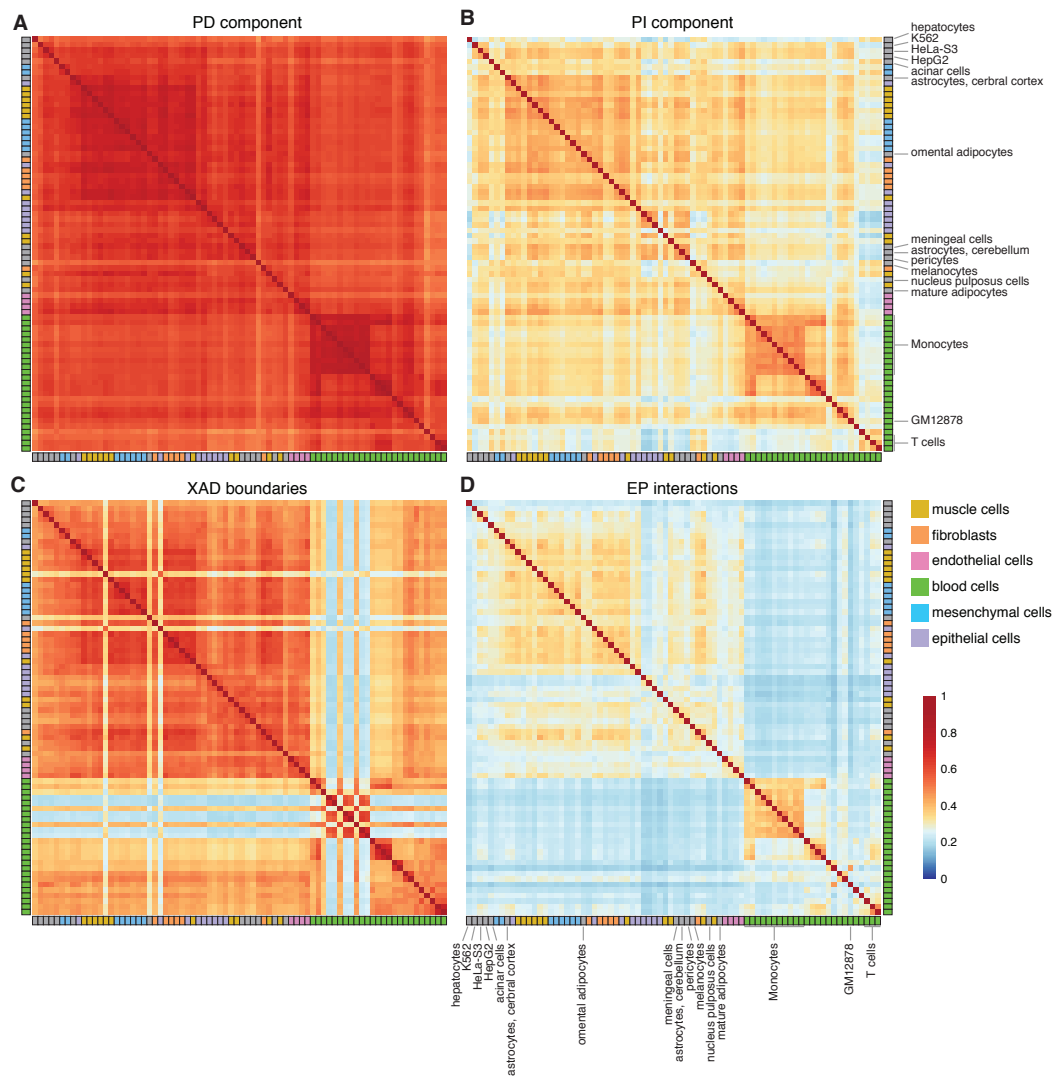 A
PD component
B
PI component
hepatocytes
K562
HeLa-S3
HepG2
acinar cells
astrocytes, cerbral cortex
omental adipocytes
meningeal cells
astrocytes, cerebellum
pericytes
melanocytes
nucleus pulposus cells
mature adipocytes
Monocytes
GM12878
T cells
C
XAD boundaries
D
EP interactions
muscle cells
fibroblasts
endothelial cells
blood cells
mesenchymal cells
epithelial cells
1
0.8
0.6
0.4
0.2
0
hepatocytes
K562
HeLa-S3
HepG2
acinar cells
astrocytes, cerbral cortex
omental adipocytes
meningeal cells
astrocytes, cerebellum
pericytes
melanocytes
nucleus pulposus cells
mature adipocytes
Monocytes
GM12878
T cells